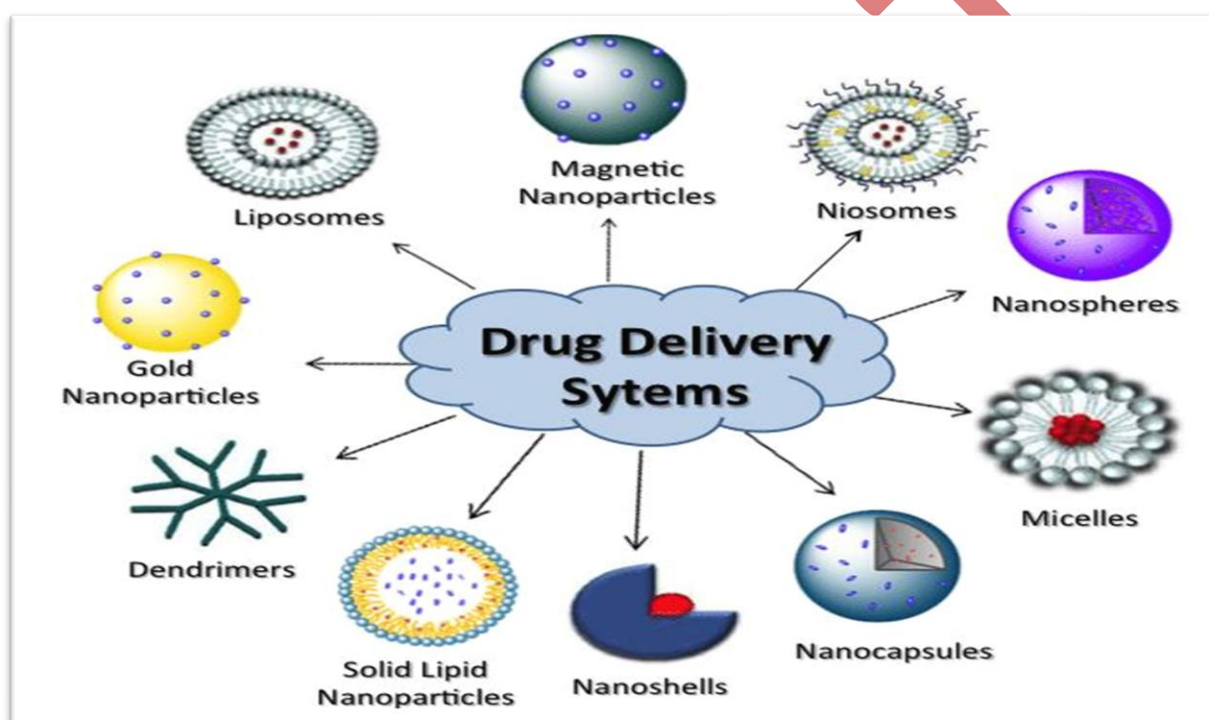 Magnetic
Nanoparticles
Liposomes
Niosomes
Nanospheres
Drug Delivery
Sytems
Gold
Nanoparticles
Micelles
Dendrimers
Nanocapsules
Solid Lipid
Nanoparticles
Nanoshells